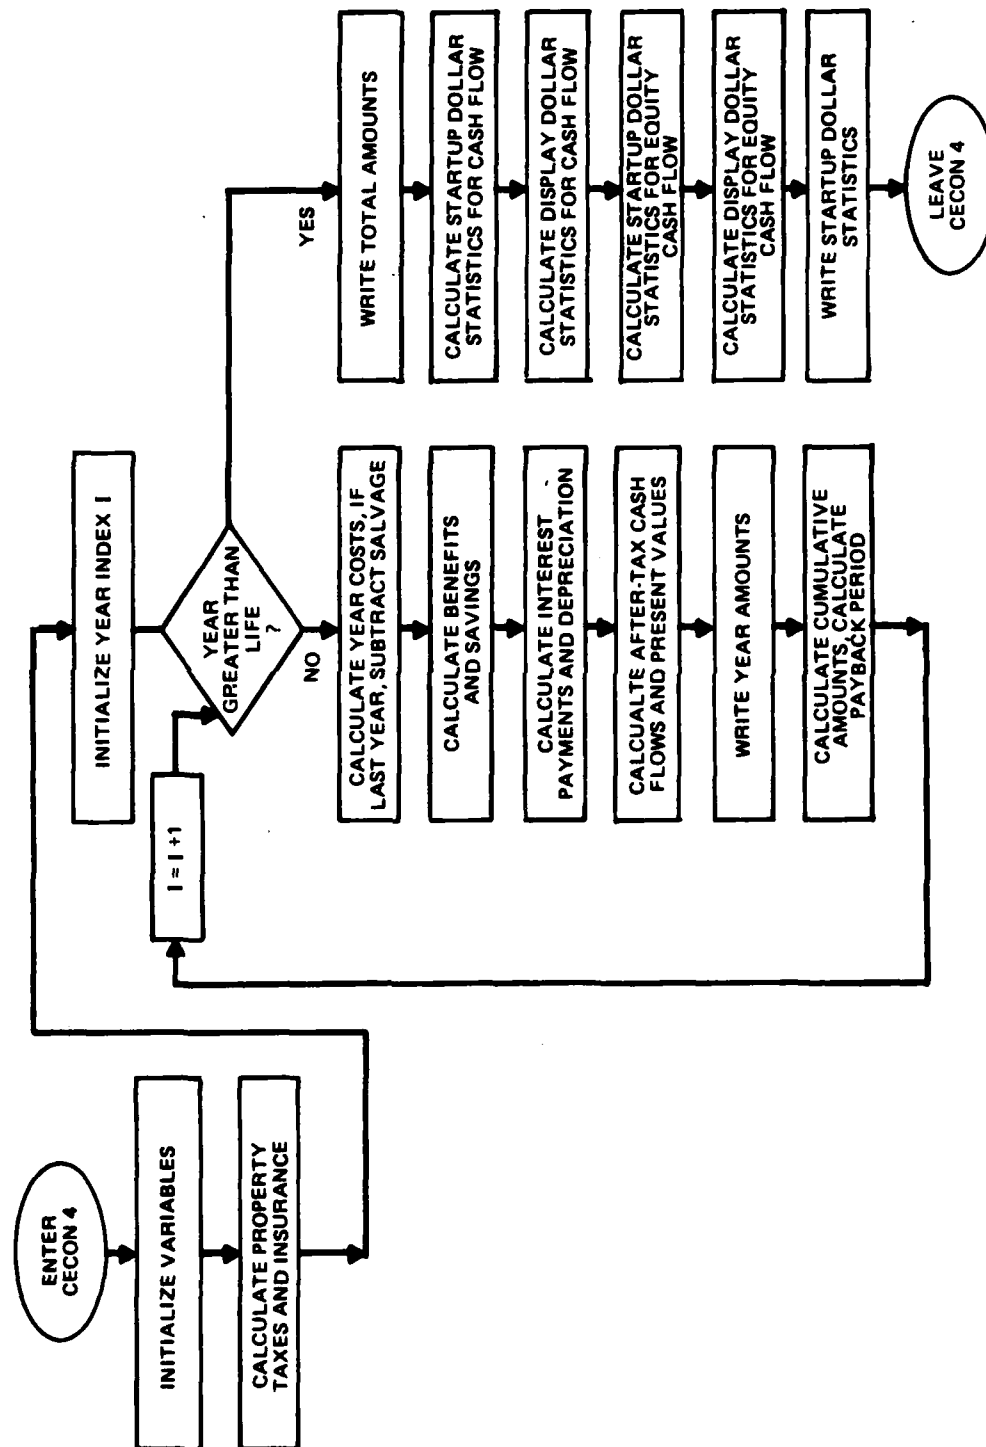 ENTER
CECON 4
INITIALIZE VARIABLES
CALCULATE PROPERTY
TAXES AND INSURANCE
INITIALIZE YEAR INDEX I
I = I +1
YEAR
GREATER THAN
LIFE
?
NO
YES
CALCULATE YEAR COSTS, IF
LAST YEAR, SUBTRACT SALVAGE
CALCULATE BENEFITS
AND SAVINGS
CALCULATE INTEREST
PAYMENTS AND DEPRECIATION
CALCUALTE AFTER-TAX CASH
FLOWS AND PRESENT VALUES
WRITE YEAR AMOUNTS
CALCULATE CUMULATIVE
AMOUNTS, CALCULATE
PAYBACK PERIOD
WRITE TOTAL AMOUNTS
CALCULATE STARTUP DOLLAR
STATISTICS FOR CASH FLOW
CALCULATE DISPLAY DOLLAR
STATISTICS FOR CASH FLOW
CALCULATE STARTUP DOLLAR
STATISTICS FOR EQUITY
CASH FLOW
CALCULATE DISPLAY DOLLAR
STATISTICS FOR EQUITY
CASH FLOW
WRITE STARTUP DOLLAR
STATISTICS
LEAVE
CECON 4